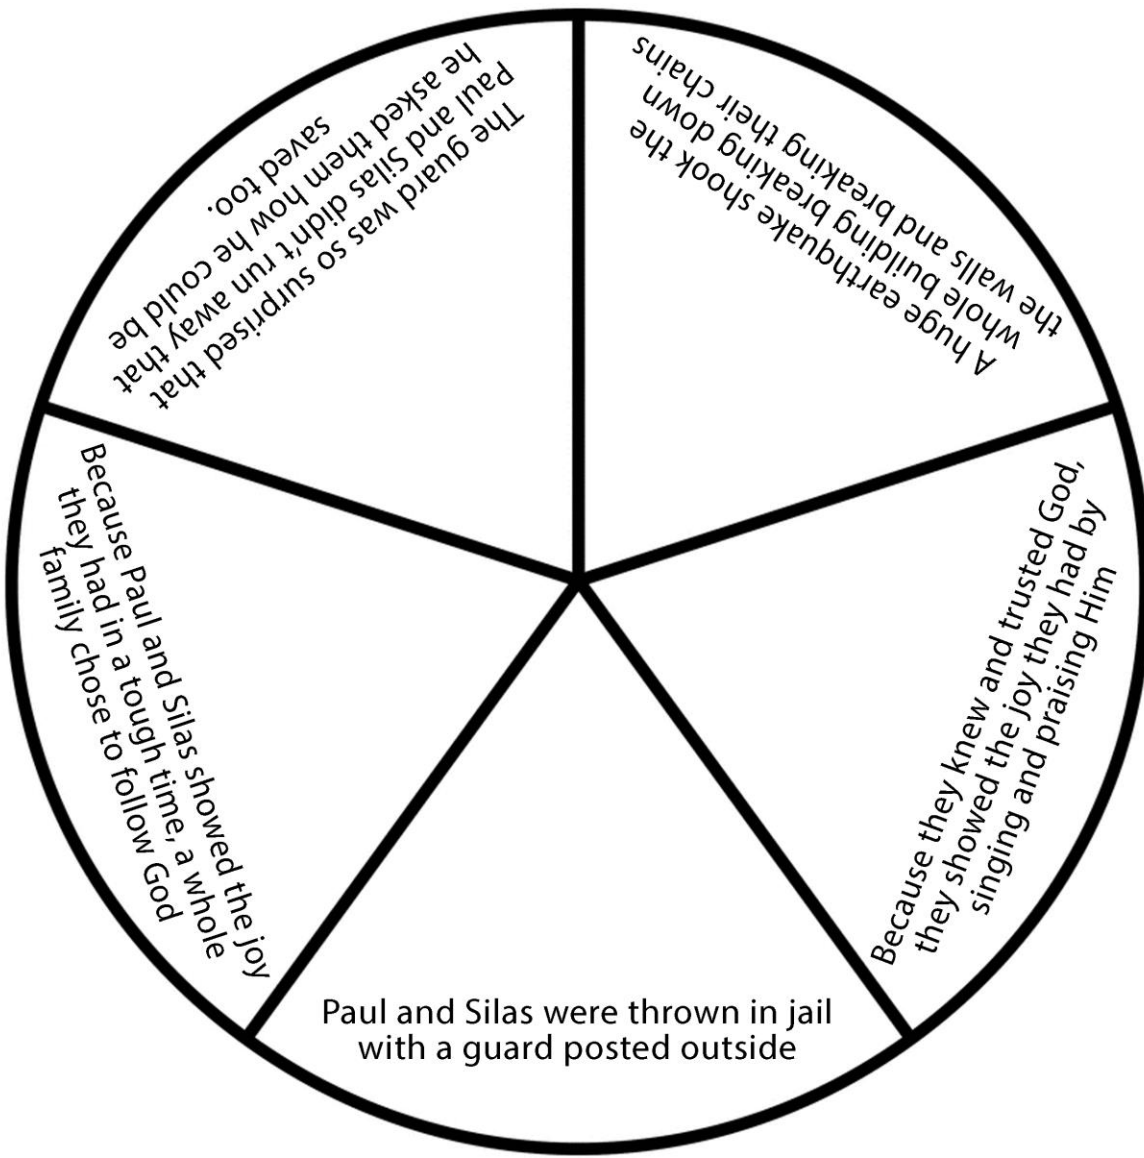 Paul and Silas were thrown in jail
with a guard posted outside
Because they knew and trusted God,
they showed the joy they had by
singing and praising Him
A huge earthquake shook the
whole building breaking down
the walls and breaking their chains
The guard was so surprised that
Paul and Silas didn't run away that
he asked them how he could be
saved too.
Because Paul and Silas showed the joy
they had in a tough time, a whole
family chose to follow God